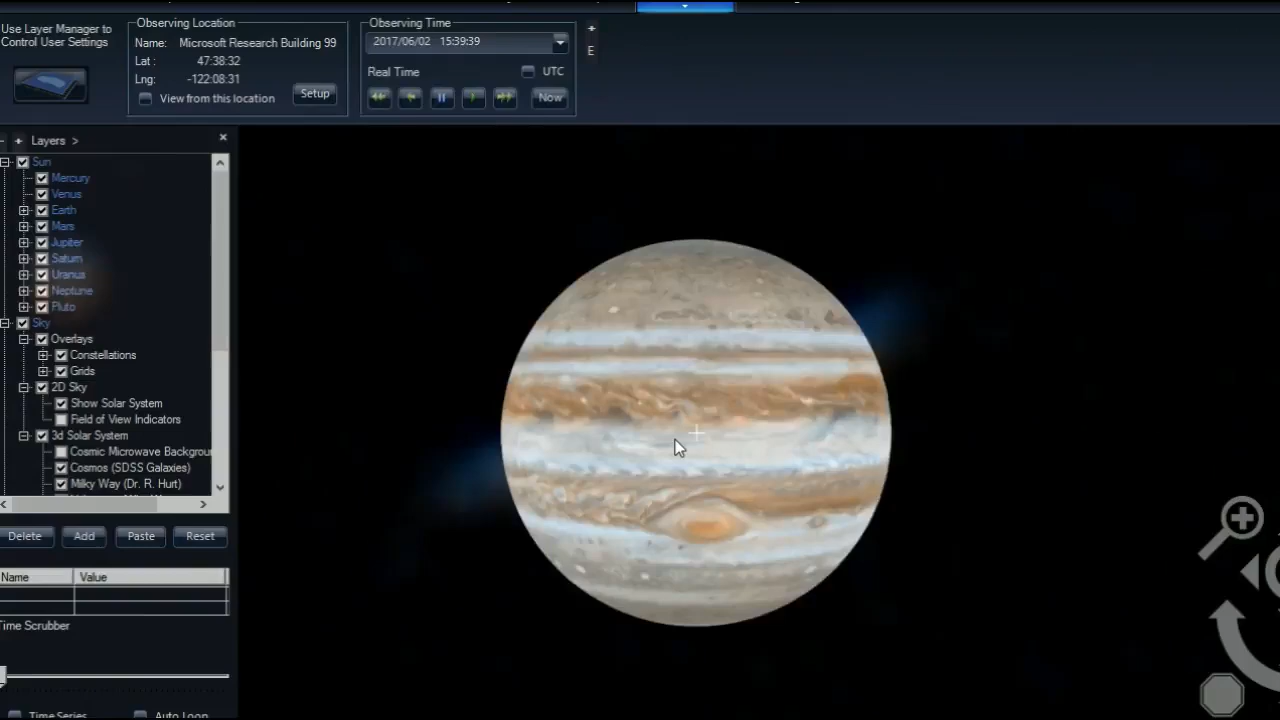 Use Layer Manager to
Control User Settings
Observing Location
Name: Microsoft Research Building 99
Lat : 47:38:32
Lng: -122:08:31
View from this location
Setup
Observing Time
2017/06/02 15:39:39
Real Time
UTC
Now
E
Layers >
Sun
Mercury
Venus
Earth
Mars
Jupiter
Saturn
Uranus
Neptune
Pluto
Sky
Overlays
Constellations
Grids
2D Sky
Show Solar System
Field of View Indicators
3d Solar System
Cosmic Microwave Backgrou
Cosmos (SDSS Galaxies)
Milky Way (Dr. R. Hurt)
Delete
Add
Paste
Reset
Name Value
Time Scrubber
Time Series
Auto Loop